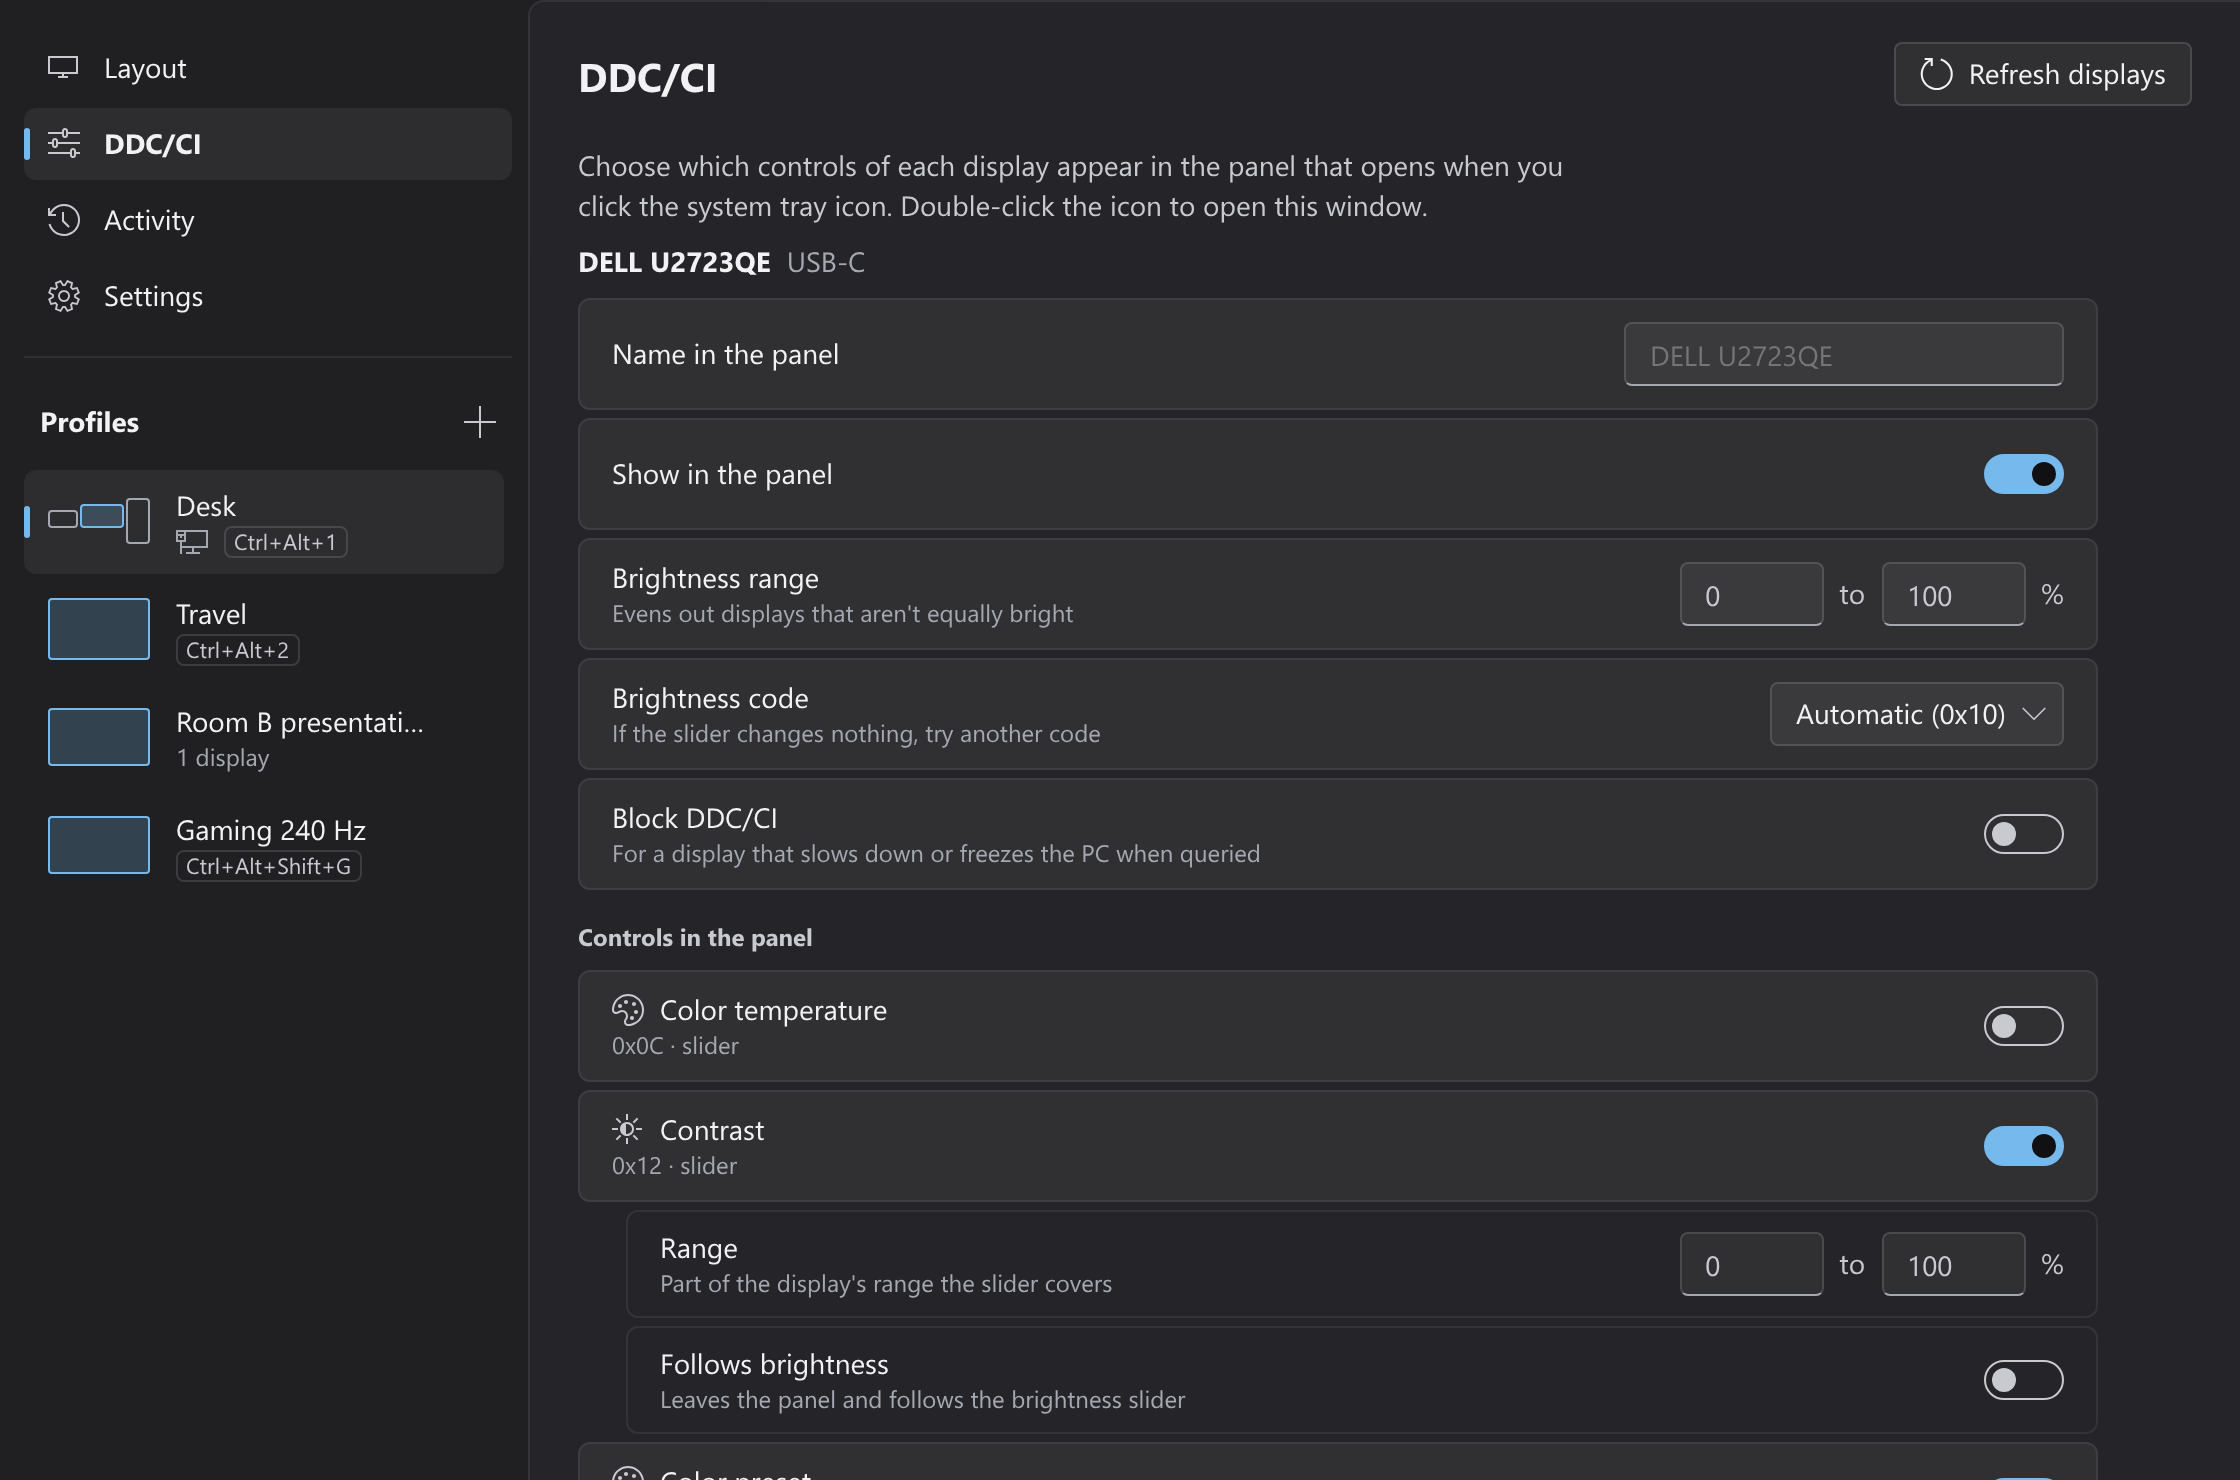 Layout
DDC/CI
Activity
Settings
Profiles
Desk
Ctrl+Alt+1
Travel
Ctrl+Alt+2
Room B presentati...
1 display
Gaming 240 Hz
Ctrl+Alt+Shift+G
DDC/CI
Refresh displays
Choose which controls of each display appear in the panel that opens when you
click the system tray icon. Double-click the icon to open this window.
DELL U2723QE USB-C
Name in the panel
DELL U2723QE
Show in the panel
Brightness range
Evens out displays that aren't equally bright
0 to 100 %
Brightness code
If the slider changes nothing, try another code
Automatic (0x10)
Block DDC/CI
For a display that slows down or freezes the PC when queried
Controls in the panel
Color temperature
0x0C · slider
Contrast
0x12 · slider
Range
Part of the display's range the slider covers
0 to 100 %
Follows brightness
Leaves the panel and follows the brightness slider
Color preset